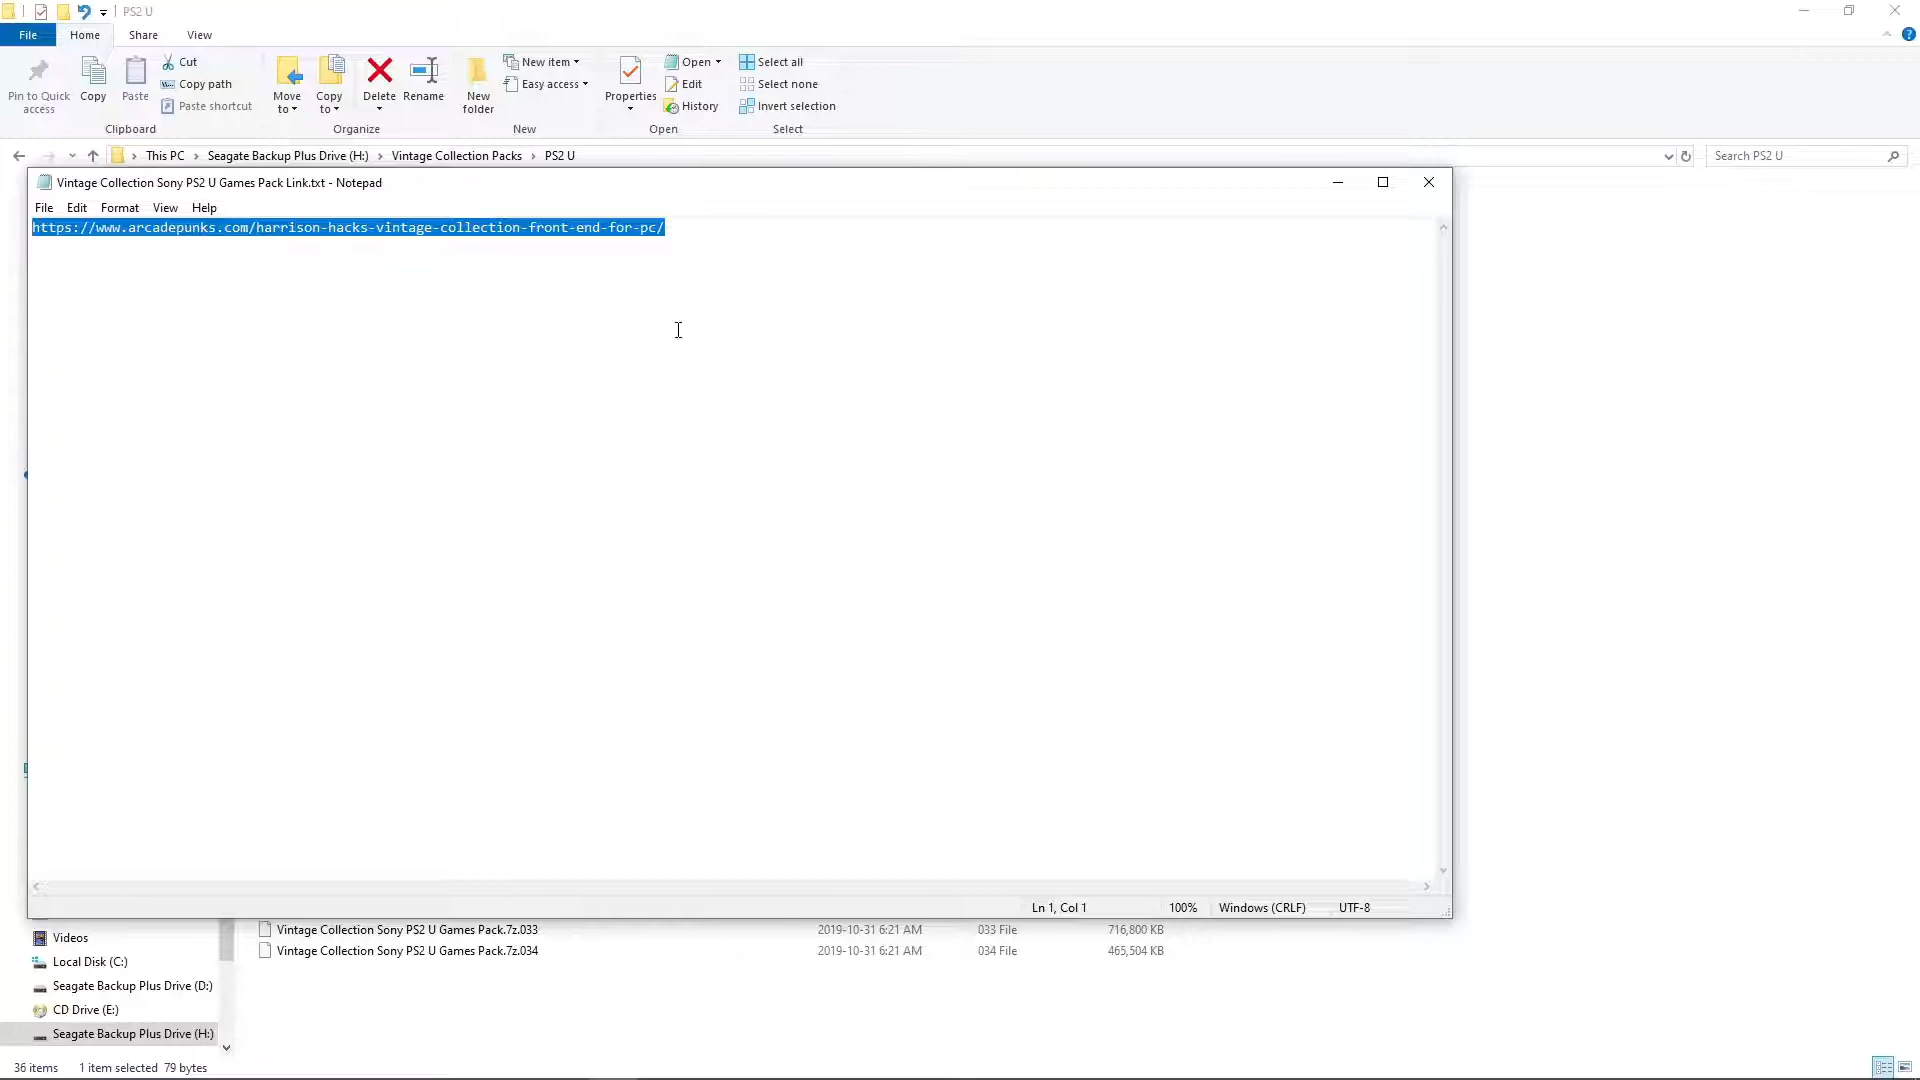 PS2 U
File Home Share View
Pin to Quick access
Copy
Paste
Cut
Copy path
Paste shortcut
Clipboard
Move to
Copy to
Delete
Rename
Organize
New folder
New item
Easy access
New
Properties
Open
Edit
History
Open
Select all
Select none
Invert selection
Select
This PC > Seagate Backup Plus Drive (H:) > Vintage Collection Packs > PS2 U
Search PS2 U
Vintage Collection Sony PS2 U Games Pack Link.txt - Notepad
File Edit Format View Help
https://www.arcadepunks.com/harrison-hacks-vintage-collection-front-end-for-pc/
Ln 1, Col 1 100% Windows (CRLF) UTF-8
Videos
Local Disk (C:)
Seagate Backup Plus Drive (D:)
CD Drive (E:)
Seagate Backup Plus Drive (H:)
Vintage Collection Sony PS2 U Games Pack.7z.033 2019-10-31 6:21 AM 033 File 716,800 KB
Vintage Collection Sony PS2 U Games Pack.7z.034 2019-10-31 6:21 AM 034 File 465,504 KB
36 items 1 item selected 79 bytes